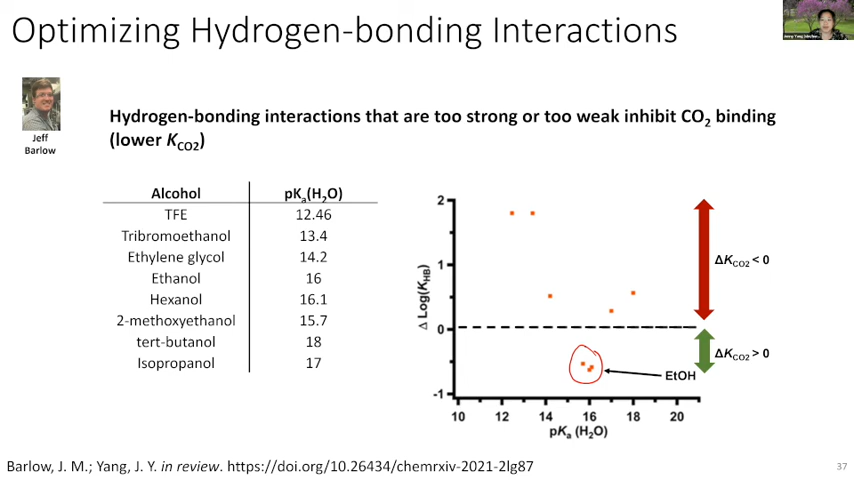 Optimizing Hydrogen-bonding Interactions
Jeff
Barlow
Hydrogen-bonding interactions that are too strong or too weak inhibit CO2 binding
(lower KCO2)
Alcohol pKa(H2O)
TFE 12.46
Tribromoethanol 13.4
Ethylene glycol 14.2
Ethanol 16
Hexanol 16.1
2-methoxyethanol 15.7
tert-butanol 18
Isopropanol 17
Δ Log(KHB)
2
1
0
-1
10 12 14 16 18 20
pKa (H2O)
EtOH
ΔKCO2 < 0
ΔKCO2 > 0
Barlow, J. M.; Yang, J. Y. in review. https://doi.org/10.26434/chemrxiv-2021-2lg87
37